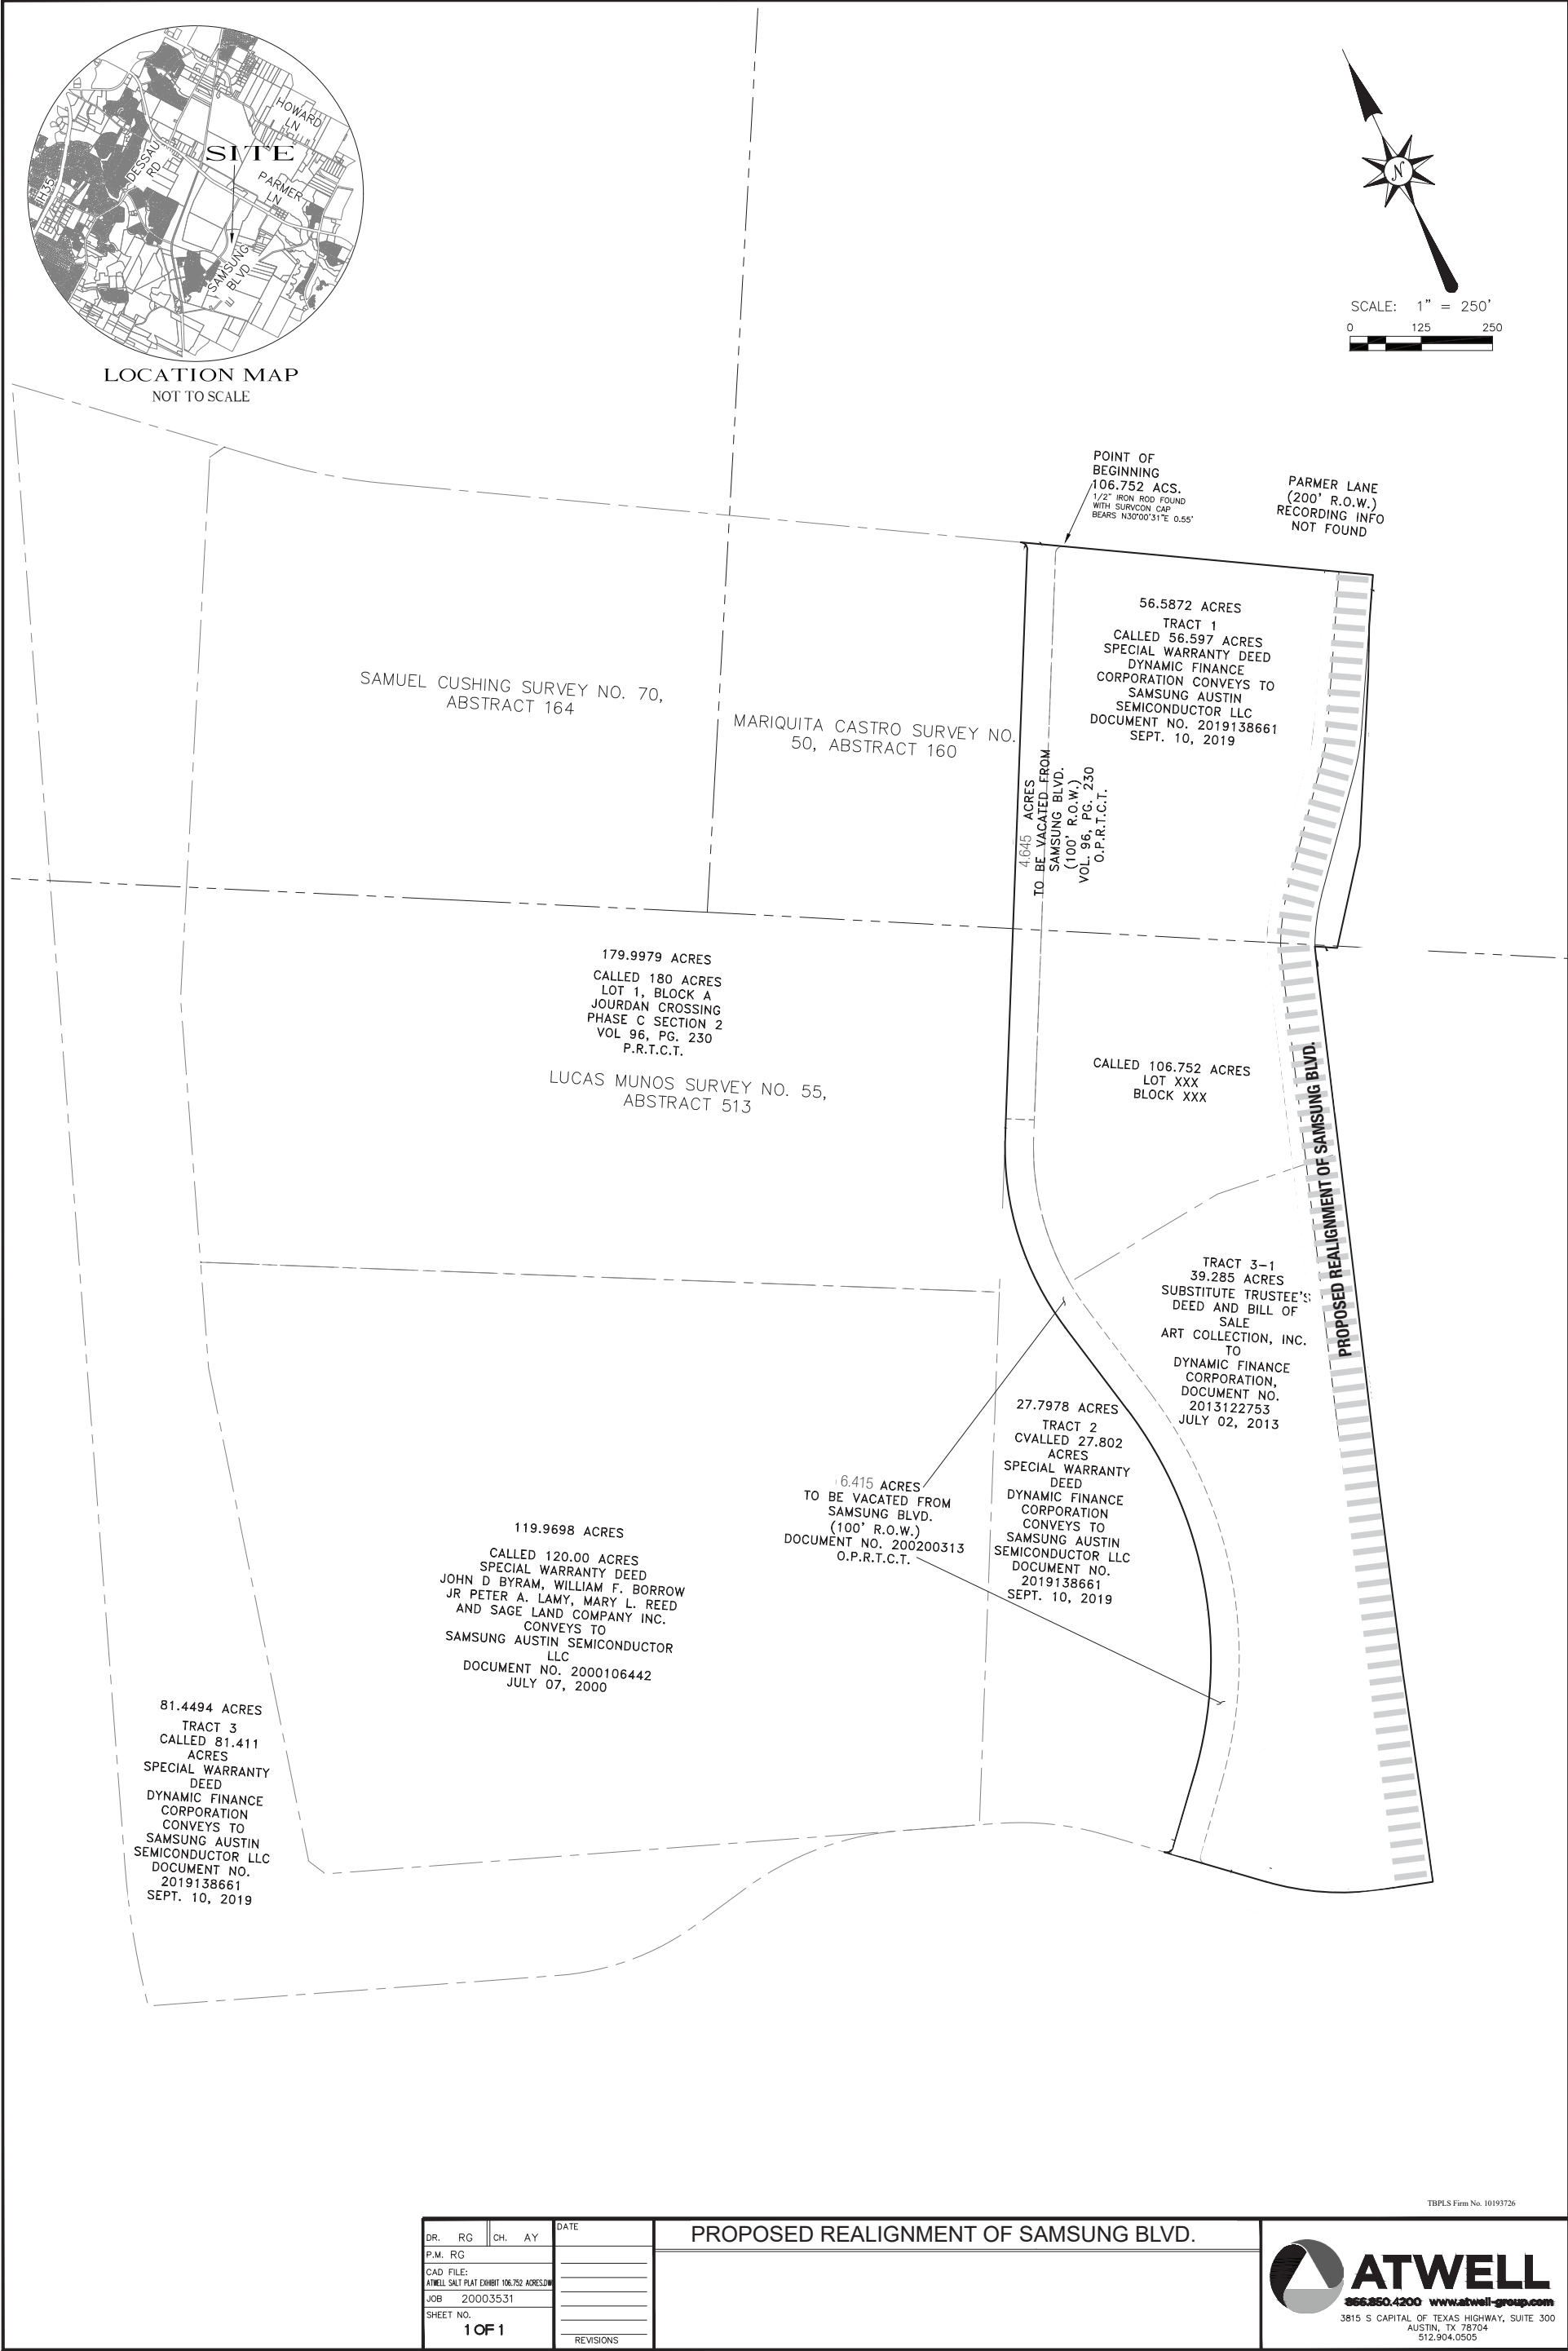 HOWARD
LN
SITE
DESSAU
RD
PARMER
LN
IH35
SAMSUNG
BLVD
LOCATION MAP
NOT TO SCALE
N
SCALE: 1" = 250'
0 125 250
POINT OF
BEGINNING
106.752 ACS.
1/2" IRON ROD FOUND
WITH SURVCON CAP
BEARS N30°00'31"E 0.55'
PARMER LANE
(200' R.O.W.)
RECORDING INFO
NOT FOUND
56.5872 ACRES
TRACT 1
CALLED 56.597 ACRES
SPECIAL WARRANTY DEED
DYNAMIC FINANCE
CORPORATION CONVEYS TO
SAMSUNG AUSTIN
SEMICONDUCTOR LLC
DOCUMENT NO. 2019138661
SEPT. 10, 2019
SAMUEL CUSHING SURVEY NO. 70,
ABSTRACT 164
MARIQUITA CASTRO SURVEY NO.
50, ABSTRACT 160
4.645 ACRES
TO BE VACATED FROM
SAMSUNG BLVD.
(100' R.O.W.)
VOL. 96, PG. 230
O.P.R.T.C.T.
179.9979 ACRES
CALLED 180 ACRES
LOT 1, BLOCK A
JOURDAN CROSSING
PHASE C SECTION 2
VOL 96, PG. 230
P.R.T.C.T.
LUCAS MUNOS SURVEY NO. 55,
ABSTRACT 513
CALLED 106.752 ACRES
LOT XXX
BLOCK XXX
PROPOSED REALIGNMENT OF SAMSUNG BLVD.
TRACT 3-1
39.285 ACRES
SUBSTITUTE TRUSTEE'S
DEED AND BILL OF
SALE
ART COLLECTION, INC.
TO
DYNAMIC FINANCE
CORPORATION,
DOCUMENT NO.
2013122753
JULY 02, 2013
27.7978 ACRES
TRACT 2
CVALLED 27.802
ACRES
SPECIAL WARRANTY
DEED
DYNAMIC FINANCE
CORPORATION
CONVEYS TO
SAMSUNG AUSTIN
SEMICONDUCTOR LLC
DOCUMENT NO.
2019138661
SEPT. 10, 2019
6.415 ACRES
TO BE VACATED FROM
SAMSUNG BLVD.
(100' R.O.W.)
DOCUMENT NO. 200200313
O.P.R.T.C.T.
119.9698 ACRES
CALLED 120.00 ACRES
SPECIAL WARRANTY DEED
JOHN D BYRAM, WILLIAM F. BORROW
JR PETER A. LAMY, MARY L. REED
AND SAGE LAND COMPANY INC.
CONVEYS TO
SAMSUNG AUSTIN SEMICONDUCTOR
LLC
DOCUMENT NO. 2000106442
JULY 07, 2000
81.4494 ACRES
TRACT 3
CALLED 81.411
ACRES
SPECIAL WARRANTY
DEED
DYNAMIC FINANCE
CORPORATION
CONVEYS TO
SAMSUNG AUSTIN
SEMICONDUCTOR LLC
DOCUMENT NO.
2019138661
SEPT. 10, 2019
TBPLS Firm No. 10193726
DR. RG CH. AY
P.M. RG
CAD FILE:
ATWELL SALT PLAT EXHIBIT 106.752 ACRES.DW
JOB 20003531
SHEET NO.
1 OF 1
DATE
REVISIONS
PROPOSED REALIGNMENT OF SAMSUNG BLVD.
ATWELL
866.850.4200 www.atwell-group.com
3815 S CAPITAL OF TEXAS HIGHWAY, SUITE 300
AUSTIN, TX 78704
512.904.0505